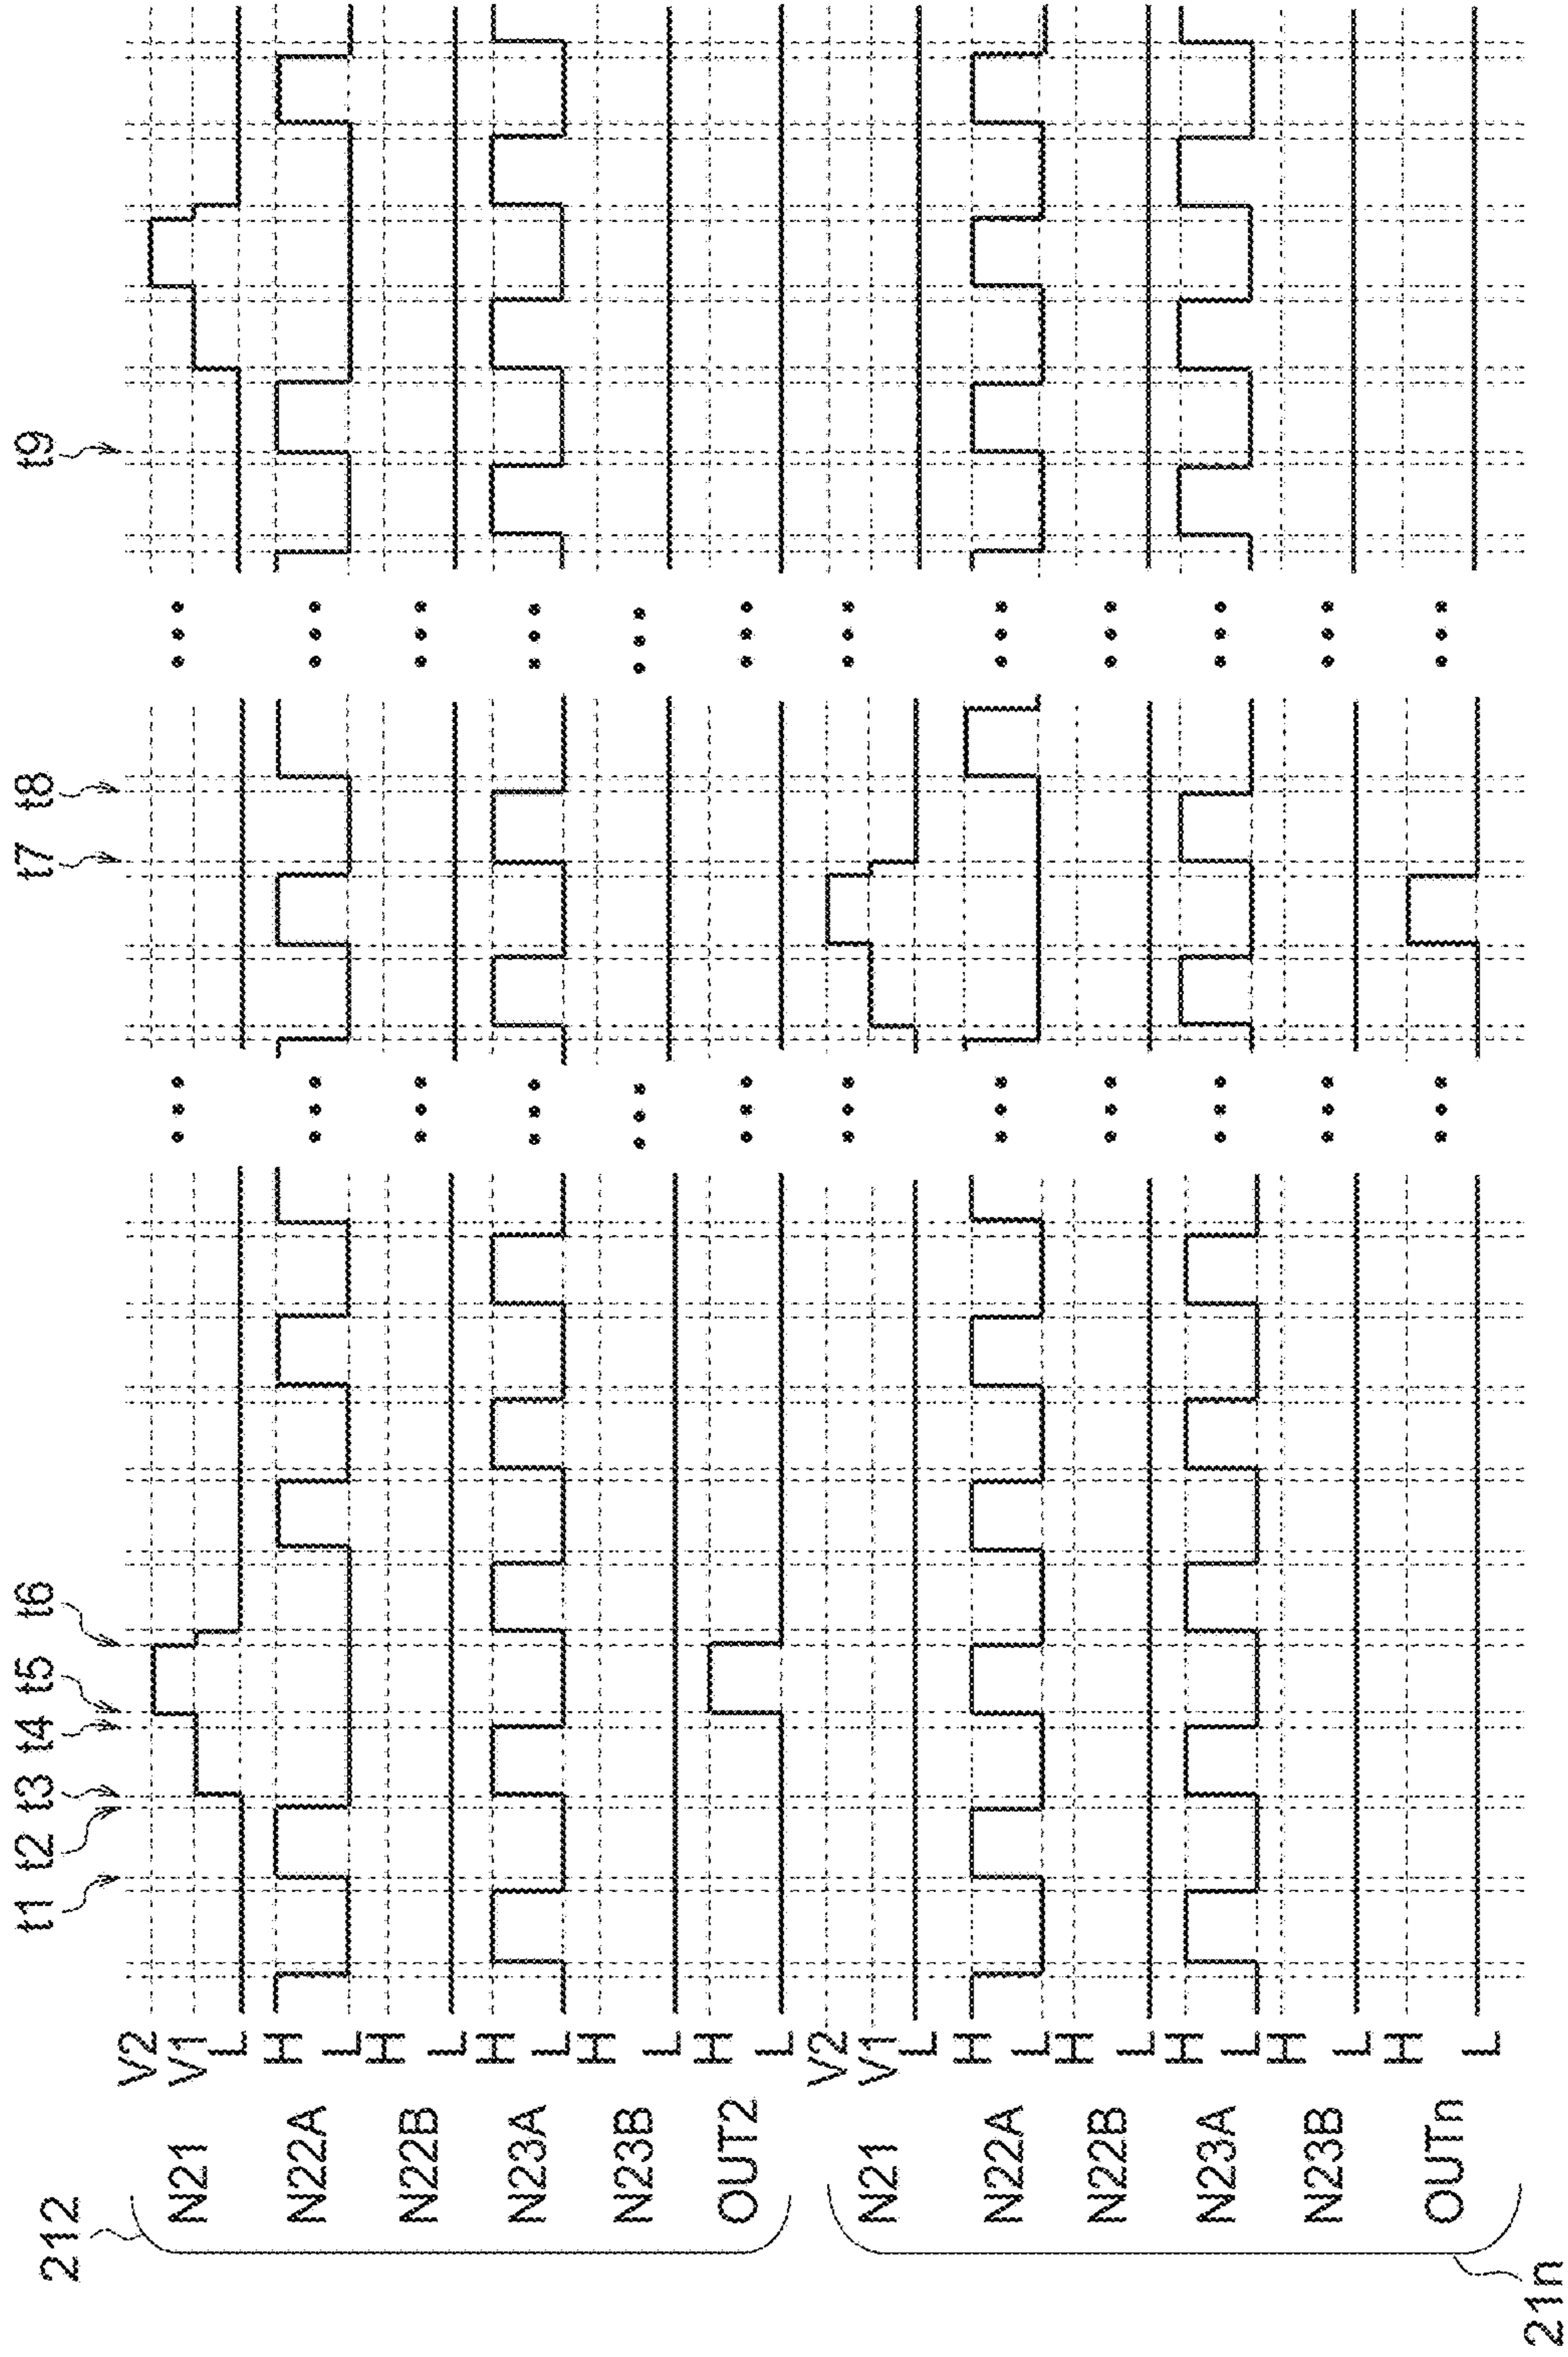 t1 t2 t3 t4 t5 t6 t7 t8 t9
212
N21 V2 V1 L
N22A H L
N22B H L
N23A H L
N23B H L
OUT2 H L
21n
N21 V2 V1 L
N22A H L
N22B H L
N23A H L
N23B H L
OUTn H L